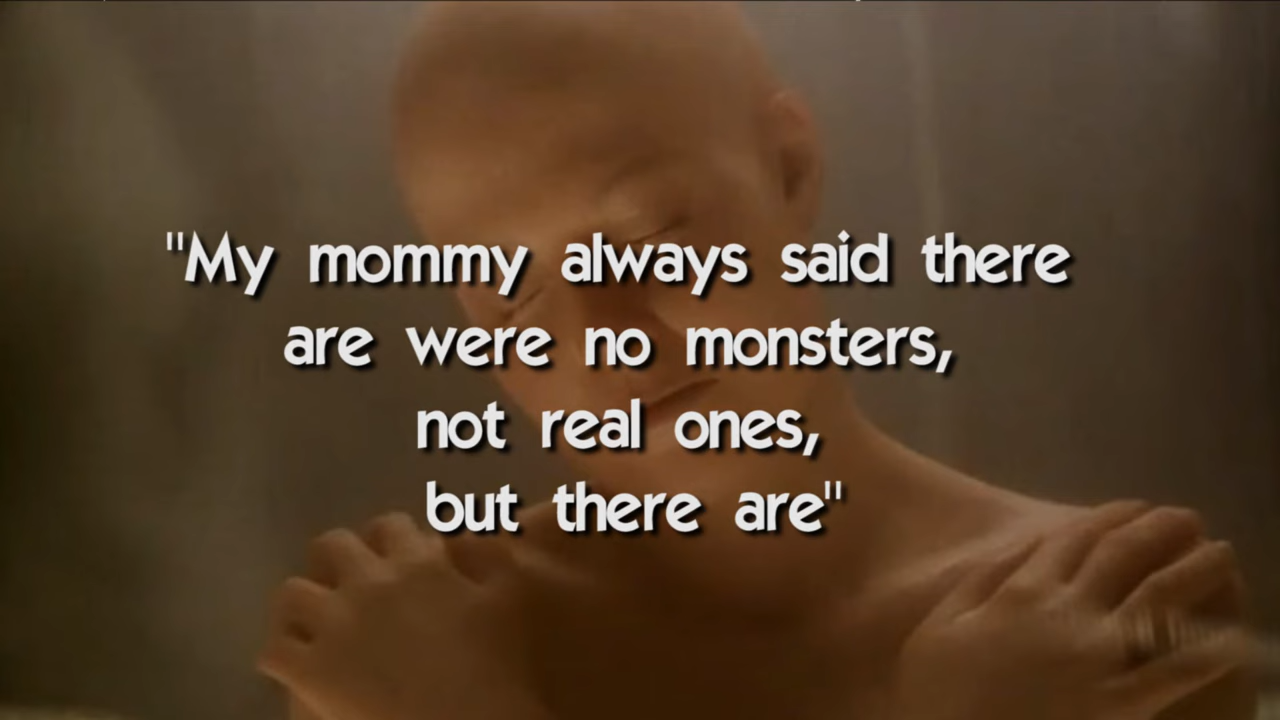 "My mommy always said there
are were no monsters,
not real ones,
but there are"